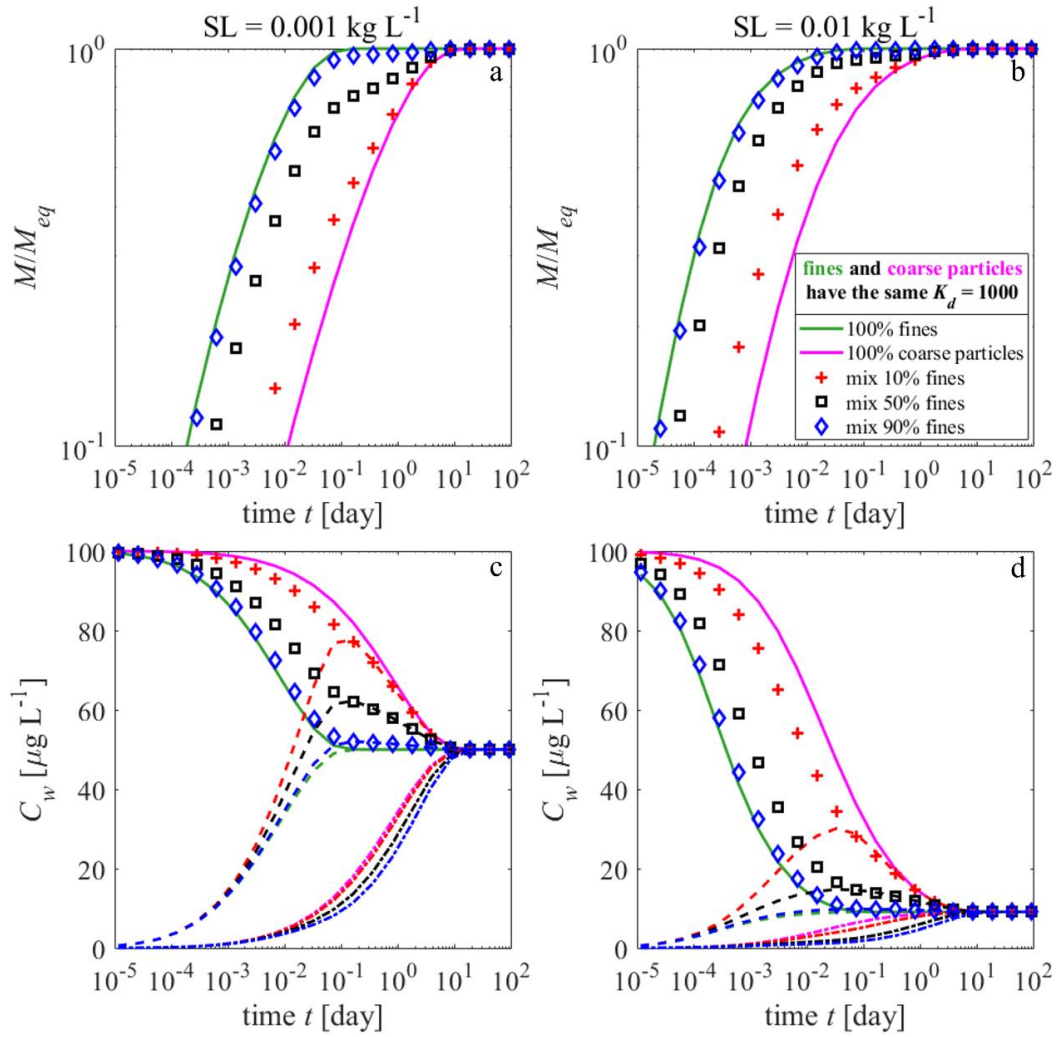 SL = 0.001 kg L⁻¹
SL = 0.01 kg L⁻¹
a
10⁰
M/M_eq
10⁻¹
10⁻⁵ 10⁻⁴ 10⁻³ 10⁻² 10⁻¹ 10⁰ 10¹ 10²
time t [day]
b
10⁰
M/M_eq
10⁻¹
fines and coarse particles
have the same K_d = 1000
100% fines
100% coarse particles
mix 10% fines
mix 50% fines
mix 90% fines
10⁻⁵ 10⁻⁴ 10⁻³ 10⁻² 10⁻¹ 10⁰ 10¹ 10²
time t [day]
c
100
80
60
40
20
0
C_w [μg L⁻¹]
10⁻⁵ 10⁻⁴ 10⁻³ 10⁻² 10⁻¹ 10⁰ 10¹ 10²
time t [day]
d
100
80
60
40
20
0
C_w [μg L⁻¹]
10⁻⁵ 10⁻⁴ 10⁻³ 10⁻² 10⁻¹ 10⁰ 10¹ 10²
time t [day]